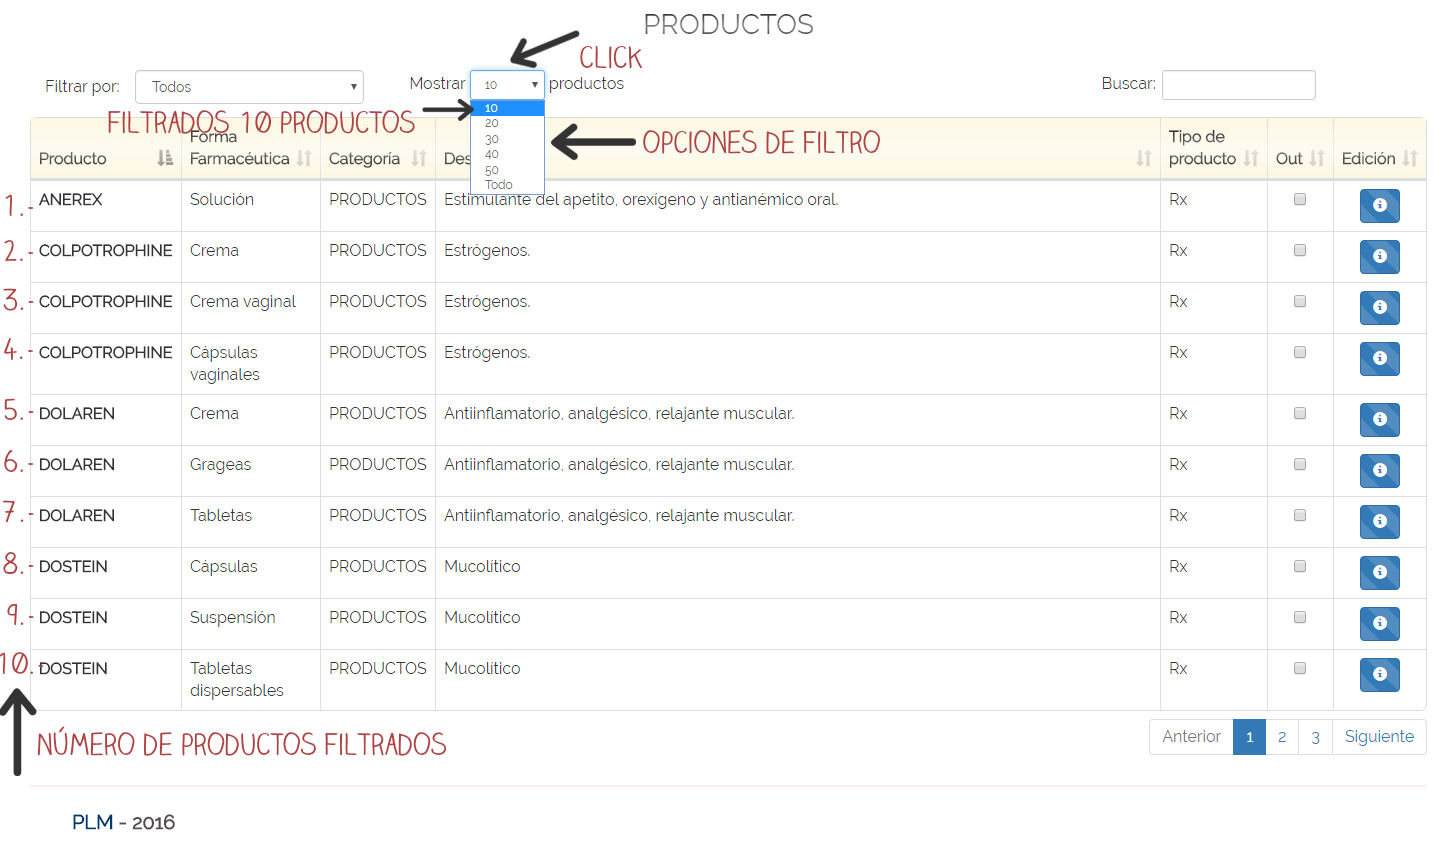 PRODUCTOS
CLICK
Filtrar por: Todos Mostrar 10 productos Buscar:
FILTRADOS 10 PRODUCTOS
10
20
30
40
50
Todo
OPCIONES DE FILTRO
Producto Forma Farmacéutica Categoría Des Tipo de producto Out Edición
1.- ANEREX Solución PRODUCTOS Estimulante del apetito, orexígeno y antianémico oral. Rx
2.- COLPOTROPHINE Crema PRODUCTOS Estrógenos. Rx
3.- COLPOTROPHINE Crema vaginal PRODUCTOS Estrógenos. Rx
4.- COLPOTROPHINE Cápsulas vaginales PRODUCTOS Estrógenos. Rx
5.- DOLAREN Crema PRODUCTOS Antiinflamatorio, analgésico, relajante muscular. Rx
6.- DOLAREN Grageas PRODUCTOS Antiinflamatorio, analgésico, relajante muscular. Rx
7.- DOLAREN Tabletas PRODUCTOS Antiinflamatorio, analgésico, relajante muscular. Rx
8.- DOSTEIN Cápsulas PRODUCTOS Mucolítico Rx
9.- DOSTEIN Suspensión PRODUCTOS Mucolítico Rx
10.- DOSTEIN Tabletas dispersables PRODUCTOS Mucolítico Rx
NÚMERO DE PRODUCTOS FILTRADOS
Anterior 1 2 3 Siguiente
PLM - 2016